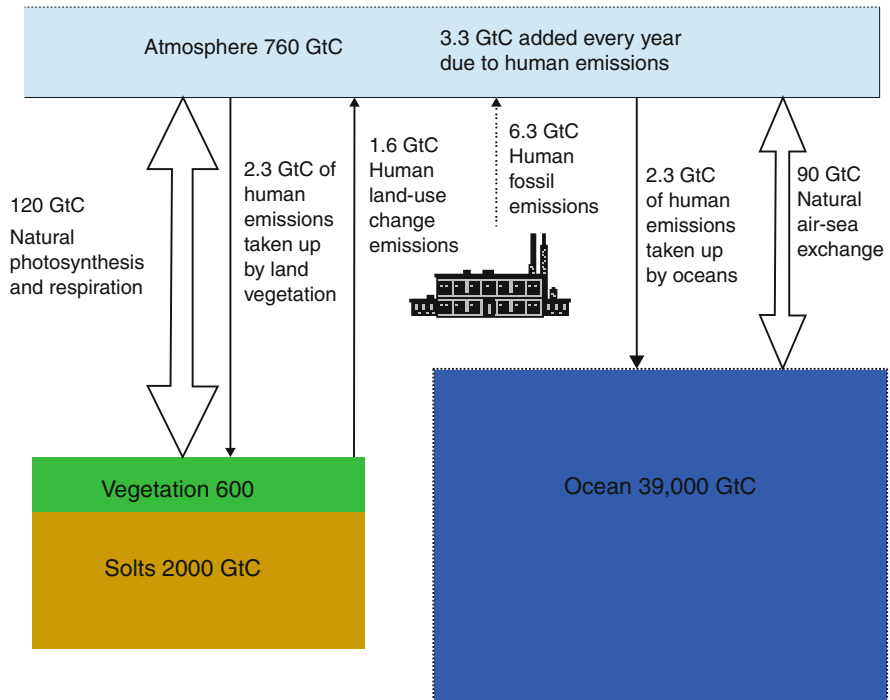 Atmosphere 760 GtC
3.3 GtC added every year
due to human emissions
120 GtC
Natural
photosynthesis
and respiration
2.3 GtC of
human
emissions
taken up
by land
vegetation
1.6 GtC
Human
land-use
change
emissions
6.3 GtC
Human
fossil
emissions
2.3 GtC
of human
emissions
taken up
by oceans
90 GtC
Natural
air-sea
exchange
Vegetation 600
Solts 2000 GtC
Ocean 39,000 GtC